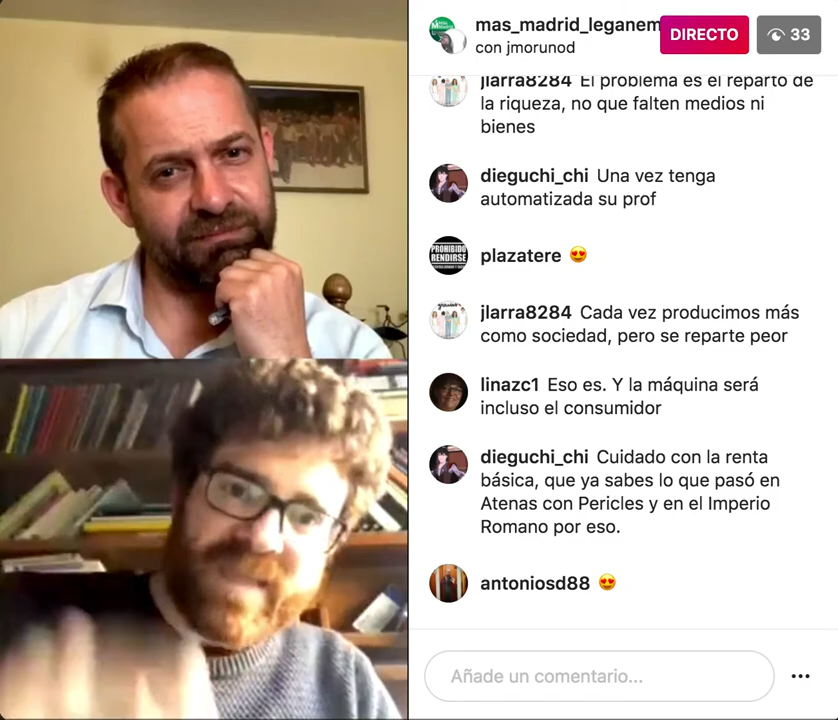 mas_madrid_leganem
con jmorunod
DIRECTO
33
jlarra8284 El problema es el reparto de
la riqueza, no que falten medios ni
bienes
dieguchi_chi Una vez tenga
automatizada su prof
PROHIBIDO
RENDIRSE
plazatere 😍
jlarra8284 Cada vez producimos más
como sociedad, pero se reparte peor
linazc1 Eso es. Y la máquina será
incluso el consumidor
dieguchi_chi Cuidado con la renta
básica, que ya sabes lo que pasó en
Atenas con Pericles y en el Imperio
Romano por eso.
antoniosd88 😍
Añade un comentario...